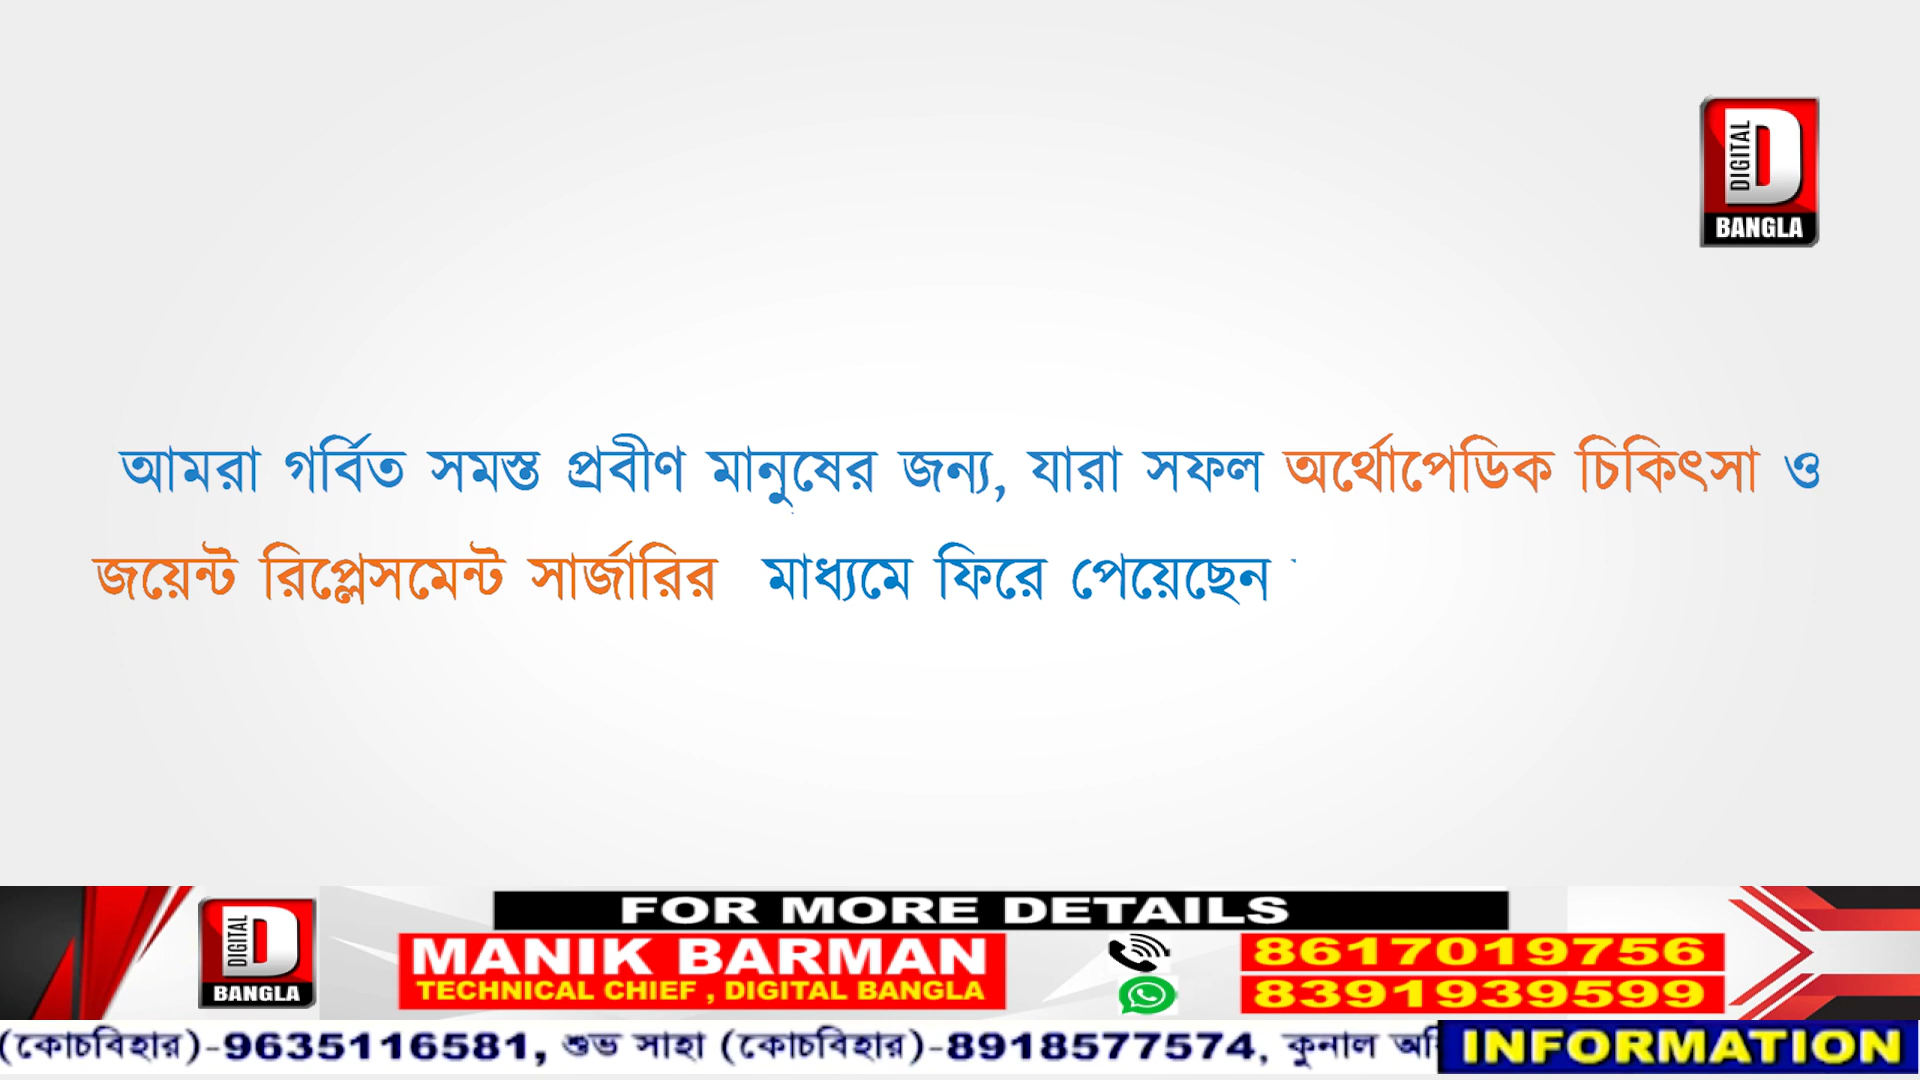 DIGITAL
BANGLA
আমরা গর্বিত সমস্ত প্রবীণ মানুষের জন্য, যারা সফল অর্থোপেডিক চিকিৎসা ও
জয়েন্ট রিপ্লেসমেন্ট সার্জারির মাধ্যমে ফিরে পেয়েছেন
FOR MORE DETAILS
DIGITAL
BANGLA
MANIK BARMAN
TECHNICAL CHIEF , DIGITAL BANGLA
8617019756
8391939599
(কোচবিহার)-9635116581, শুভ সাহা (কোচবিহার)-8918577574, কুনাল
INFORMATION